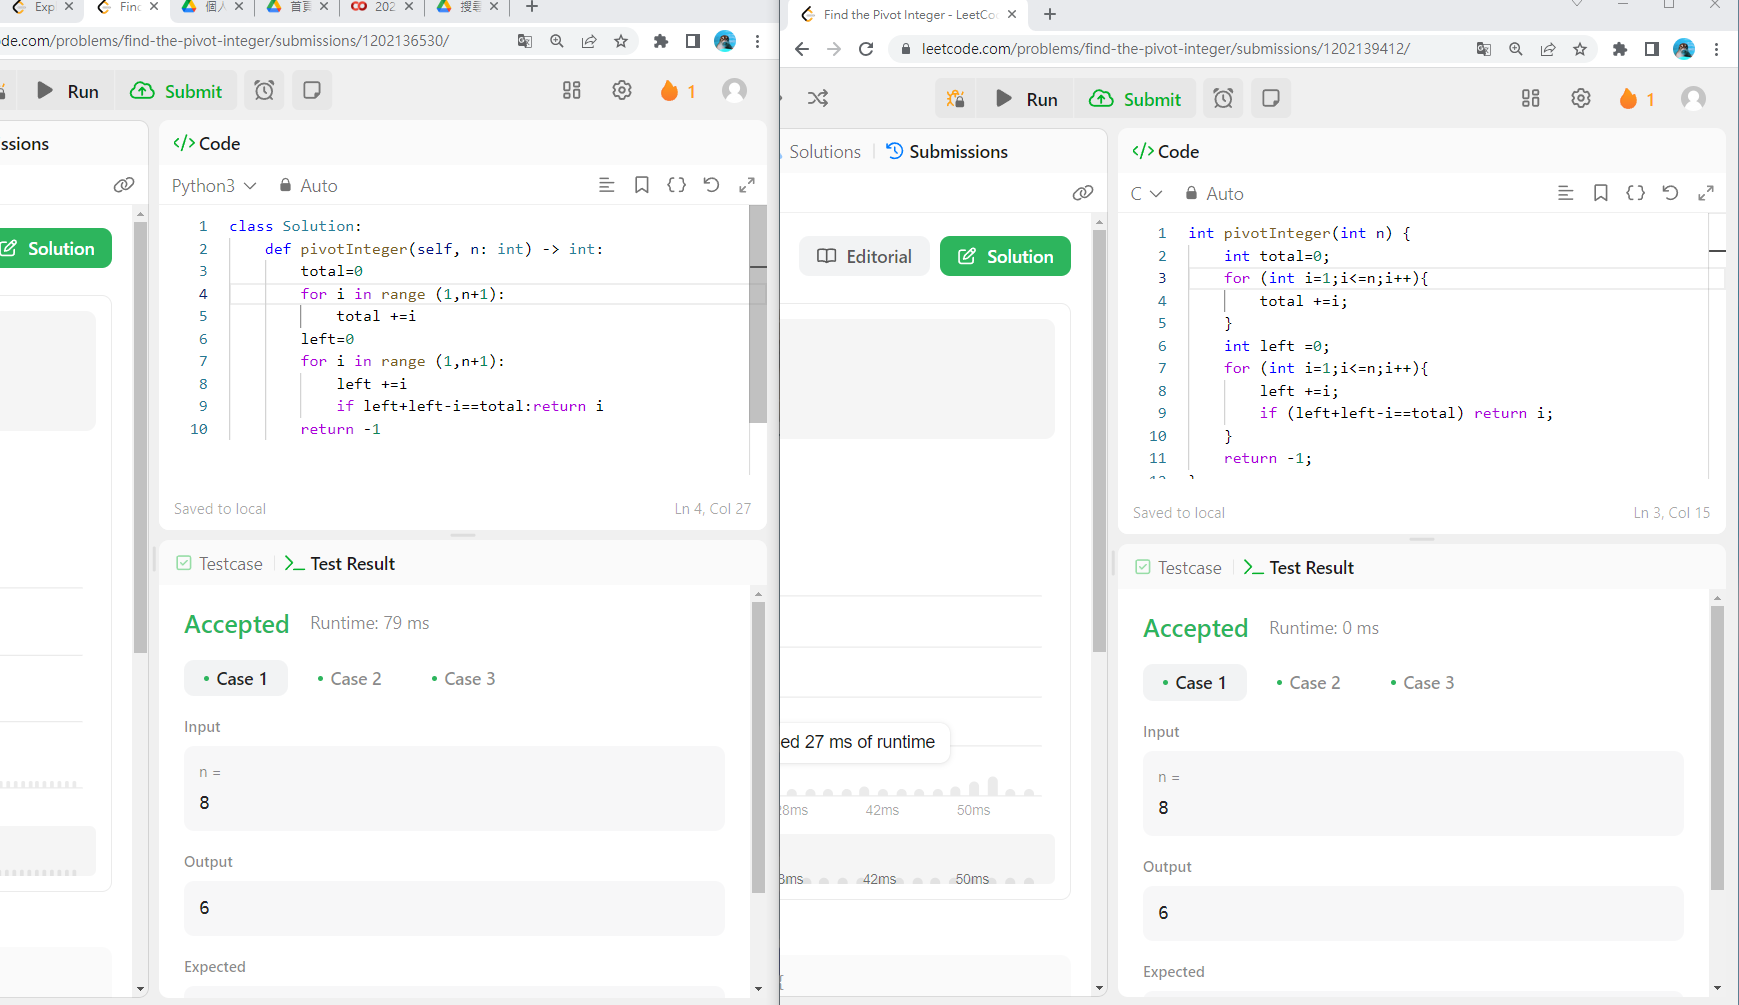 Exp
Find
個人
首頁
202
搜尋
de.com/problems/find-the-pivot-integer/submissions/1202136530/
Run
Submit
1
ssions
Code
Python3
Auto
Solution
1 class Solution:
2 def pivotInteger(self, n: int) -> int:
3 total=0
4 for i in range (1,n+1):
5 total +=i
6 left=0
7 for i in range (1,n+1):
8 left +=i
9 if left+left-i==total:return i
10 return -1
Saved to local
Ln 4, Col 27
Testcase
Test Result
Accepted
Runtime: 79 ms
Case 1
Case 2
Case 3
Input
n =
8
Output
6
Expected
Find the Pivot Integer - LeetCo
leetcode.com/problems/find-the-pivot-integer/submissions/1202139412/
Run
Submit
1
Solutions
Submissions
Code
C
Auto
Editorial
Solution
1 int pivotInteger(int n) {
2 int total=0;
3 for (int i=1;i<=n;i++){
4 total +=i;
5 }
6 int left =0;
7 for (int i=1;i<=n;i++){
8 left +=i;
9 if (left+left-i==total) return i;
10 }
11 return -1;
Saved to local
Ln 3, Col 15
ed 27 ms of runtime
28ms
42ms
50ms
8ms
42ms
50ms
Testcase
Test Result
Accepted
Runtime: 0 ms
Case 1
Case 2
Case 3
Input
n =
8
Output
6
Expected